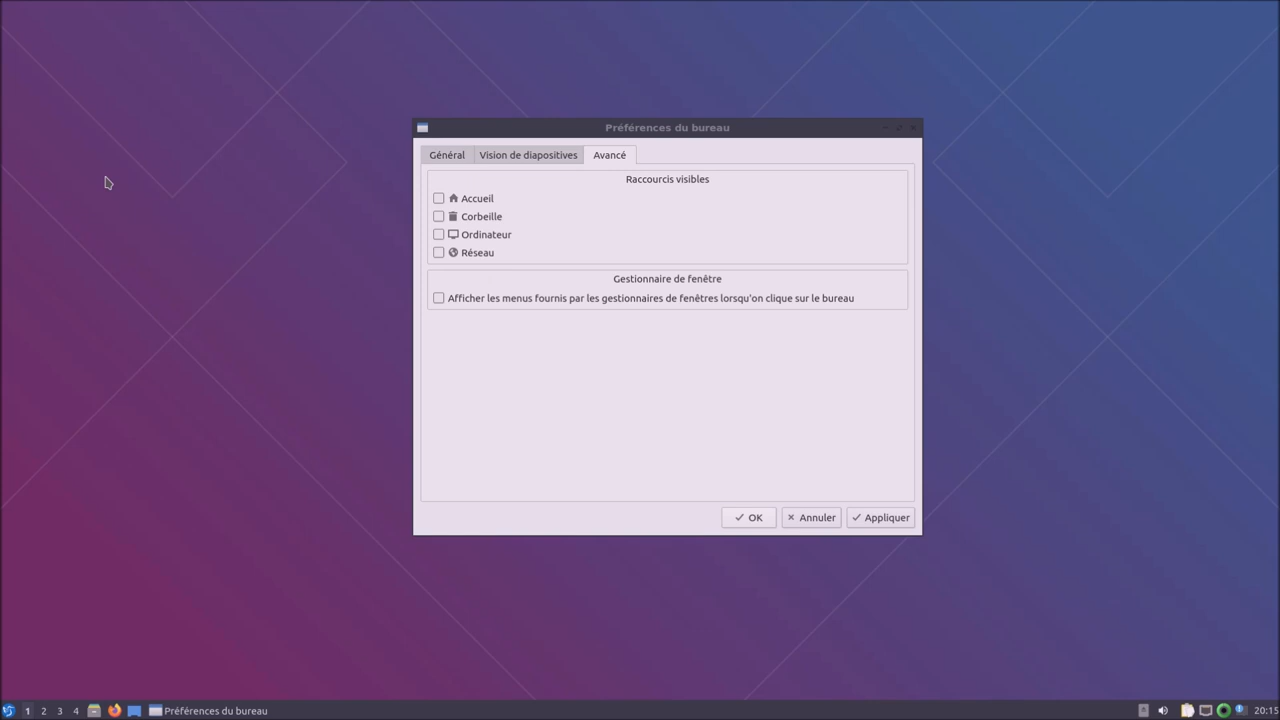 Préférences du bureau
Général
Vision de diapositives
Avancé
Raccourcis visibles
Accueil
Corbeille
Ordinateur
Réseau
Gestionnaire de fenêtre
Afficher les menus fournis par les gestionnaires de fenêtres lorsqu'on clique sur le bureau
OK
Annuler
Appliquer
1 2 3 4 Préférences du bureau 20:15